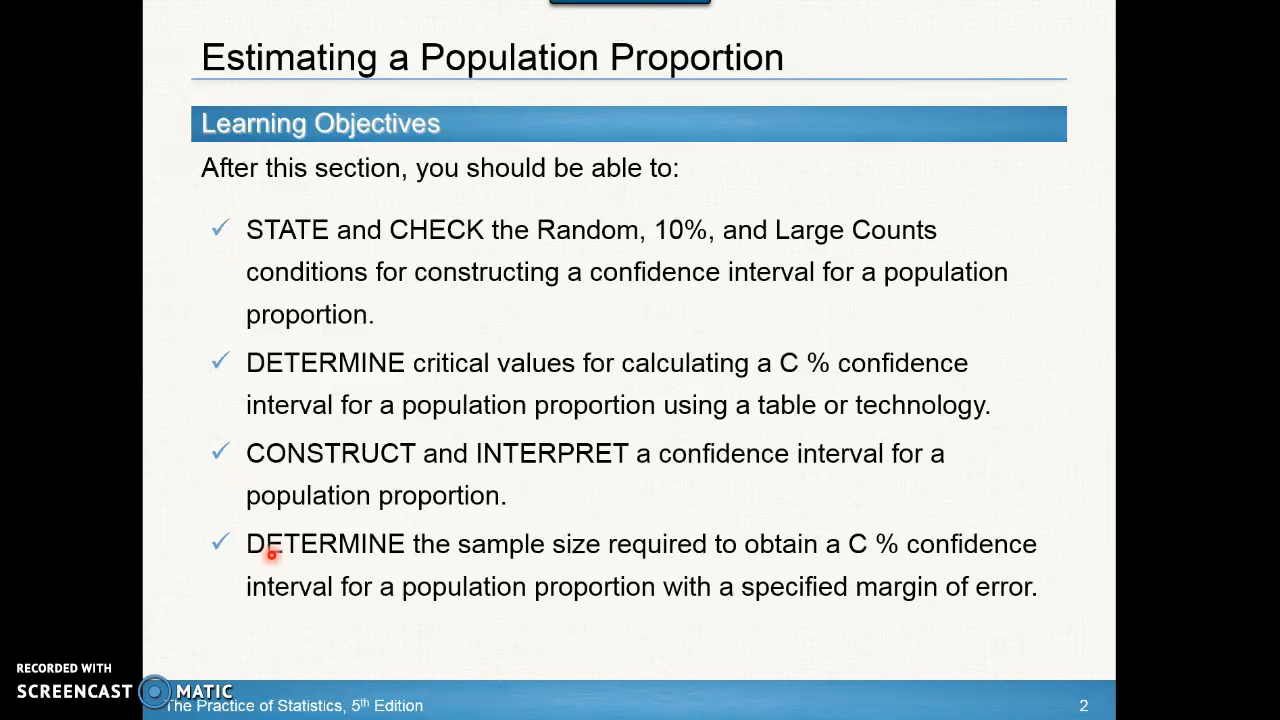 Estimating a Population Proportion
Learning Objectives
After this section, you should be able to:
✓ STATE and CHECK the Random, 10%, and Large Counts
conditions for constructing a confidence interval for a population
proportion.
✓ DETERMINE critical values for calculating a C % confidence
interval for a population proportion using a table or technology.
✓ CONSTRUCT and INTERPRET a confidence interval for a
population proportion.
✓ DETERMINE the sample size required to obtain a C % confidence
interval for a population proportion with a specified margin of error.
RECORDED WITH
SCREENCAST MATIC
The Practice of Statistics, 5th Edition
2